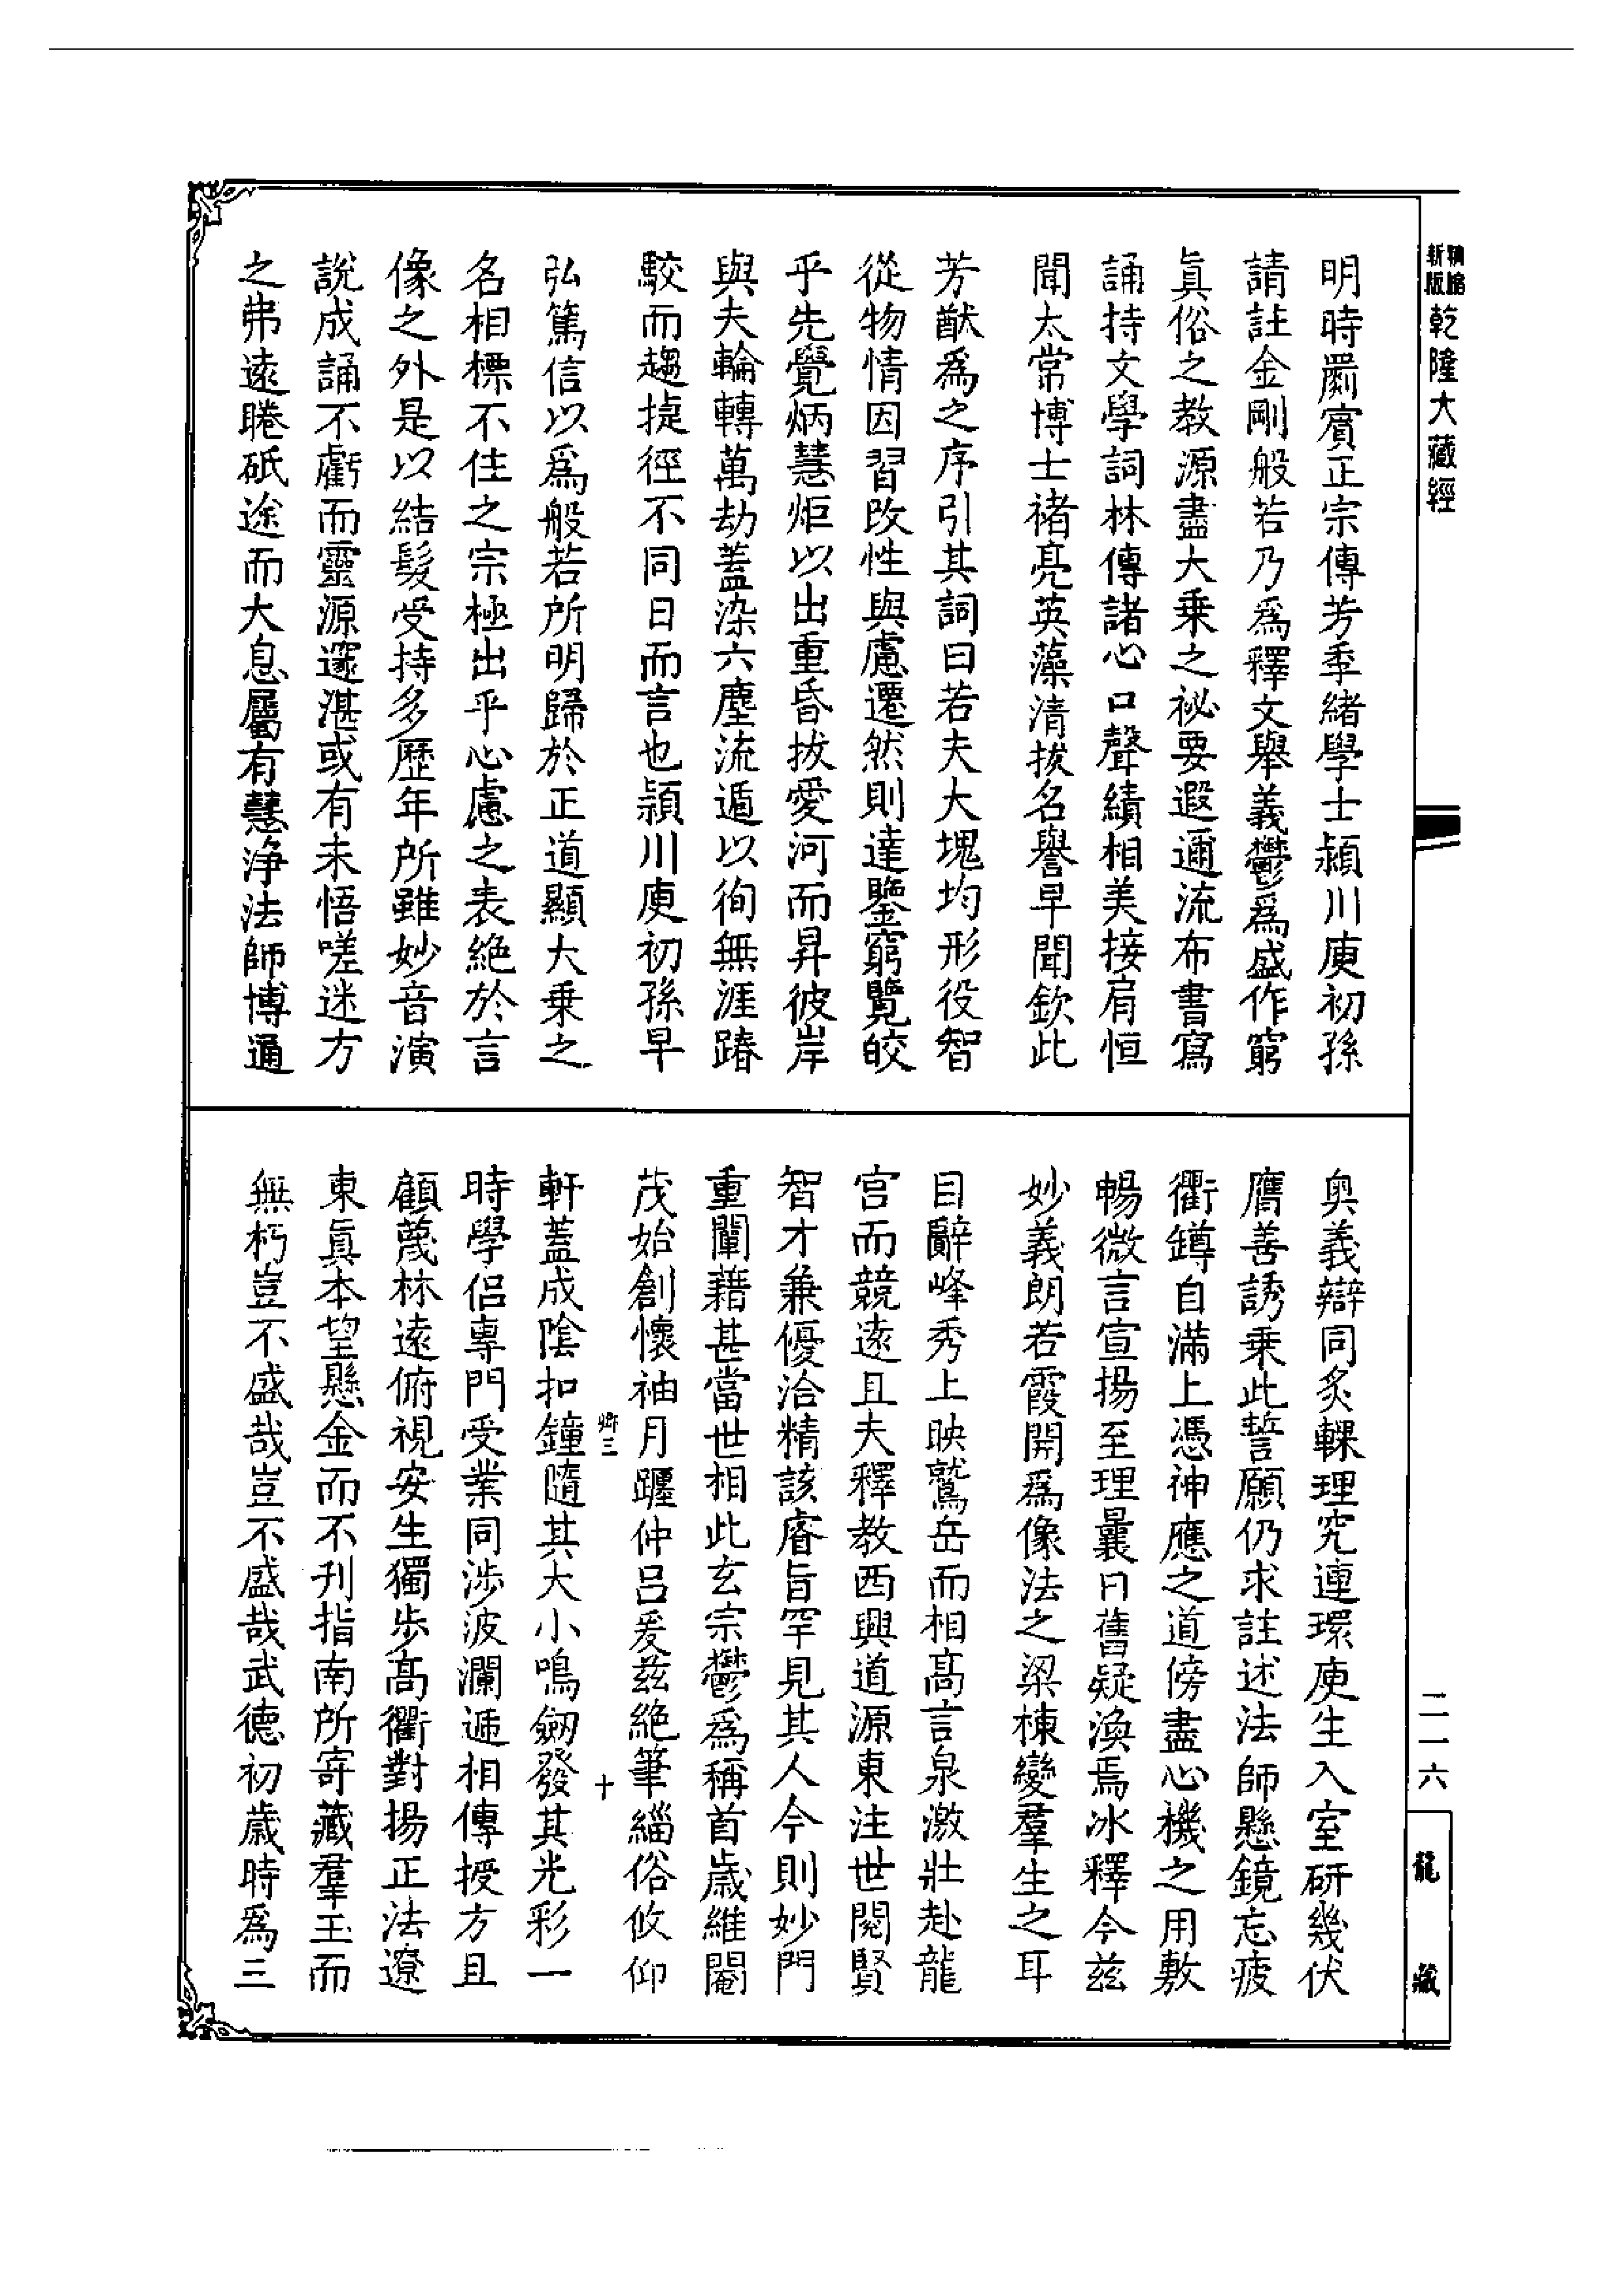 精縮新版乾隆大藏經
明時罽賓正宗傳芳季緒學士潁川庾初孫
請註金剛般若乃爲釋文舉義鬱爲盛作窮
眞俗之教源盡大乘之祕要遐邇流布書寫
誦持文學詞林傳諸心口聲績相美接肩恒
聞太常博士褚亮英藻清拔名譽早聞欽此
芳猷爲之序引其詞曰若夫大塊均形役智
從物情因習改性與慮遷然則達鑒窮覽皎
乎先覺炳慧炬以出重昏拔愛河而昇彼岸
與夫輪轉萬劫蓋染六塵流遁以徇無涯踳
駮而趨捷徑不同日而言也潁川庾初孫早
弘篤信以爲般若所明歸於正道顯大乘之
名相標不住之宗極出乎心慮之表絕於言
像之外是以結髮受持多歷年所雖妙音演
說成誦不虧而靈源邃湛或有未悟嗟迷方
之弗遠睠砥途而大息屬有慧淨法師博通
奧義辯同炙輠理究連環庾生入室研幾伏
膺善誘乘此誓願仍求註述法師懸鏡忘疲
衢罇自滿上憑神應之道傍盡心機之用敷
暢微言宣揚至理曩日舊疑渙焉冰釋今茲
妙義朗若霞開爲像法之梁棟變羣生之耳
目辭峰秀上映鷲岳而相高言泉激壯赴龍
宮而競遠且夫釋教西興道源東注世閱賢
智才兼優洽精該睿旨罕見其人今則妙門
重闡藉甚當世相此玄宗鬱爲稱首歲維閹
茂始創懷袖月躔仲呂爰茲絕筆緇俗攸仰
軒蓋成陰扣鐘隨其大小鳴劒發其光彩一
時學侶專門受業同涉波瀾遞相傳授方且
顧蔑林遠俯視安生獨步高衢對揚正法遼
東眞本望懸金而不刊指南所寄藏羣玉而
無朽豈不盛哉豈不盛哉武德初歲時爲三
十
二一六
龍藏